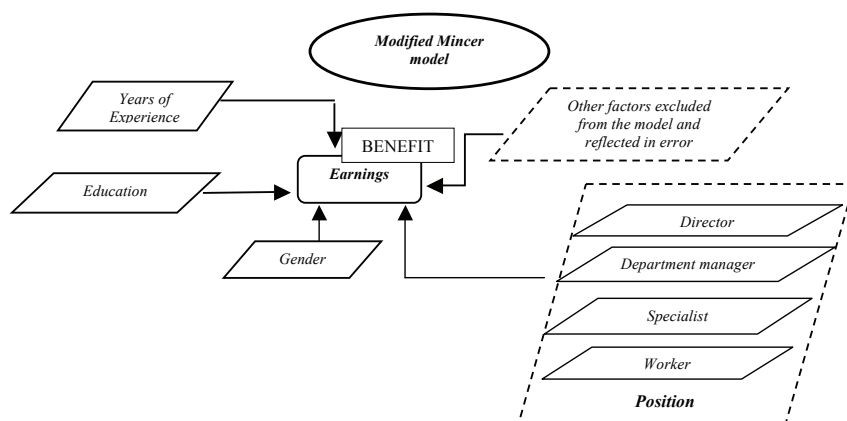 Modified Mincer
model
Years of
Experience
Other factors excluded
from the model and
reflected in error
BENEFIT
Earnings
Education
Gender
Director
Department manager
Specialist
Worker
Position